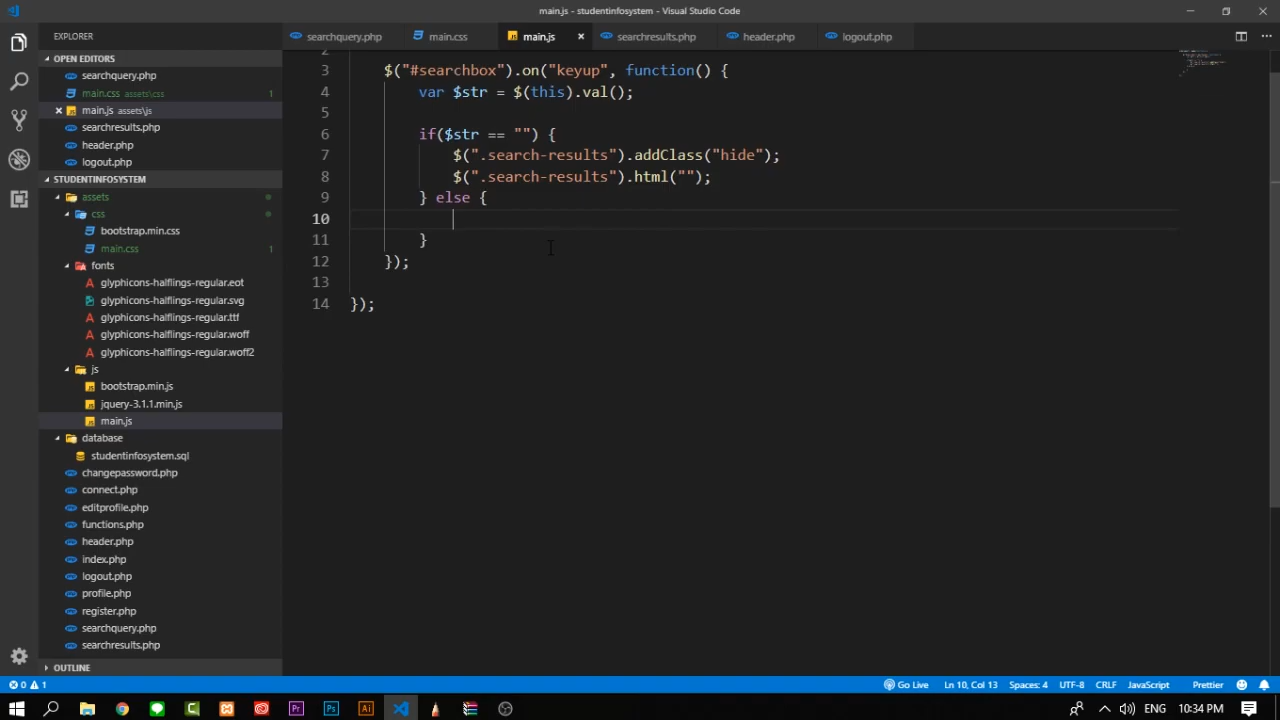 main.js - studentinfosystem - Visual Studio Code
EXPLORER
searchquery.php
main.css
main.js
searchresults.php
header.php
logout.php
OPEN EDITORS
searchquery.php
main.css assets\css 1
main.js assets\js
searchresults.php
header.php
logout.php
STUDENTINFOSYSTEM
assets
css
bootstrap.min.css
main.css 1
fonts
glyphicons-halflings-regular.eot
glyphicons-halflings-regular.svg
glyphicons-halflings-regular.ttf
glyphicons-halflings-regular.woff
glyphicons-halflings-regular.woff2
js
bootstrap.min.js
jquery-3.1.1.min.js
main.js
database
studentinfosystem.sql
changepassword.php
connect.php
editprofile.php
functions.php
header.php
index.php
logout.php
profile.php
register.php
searchquery.php
searchresults.php
OUTLINE
2
3 $("#searchbox").on("keyup", function() {
4 var $str = $(this).val();
5
6 if($str == "") {
7 $(".search-results").addClass("hide");
8 $(".search-results").html("");
9 } else {
10
11 }
12 });
13
14 });
0 1
Go Live
Ln 10, Col 13
Spaces: 4
UTF-8
CRLF
JavaScript
Prettier
ENG
10:34 PM